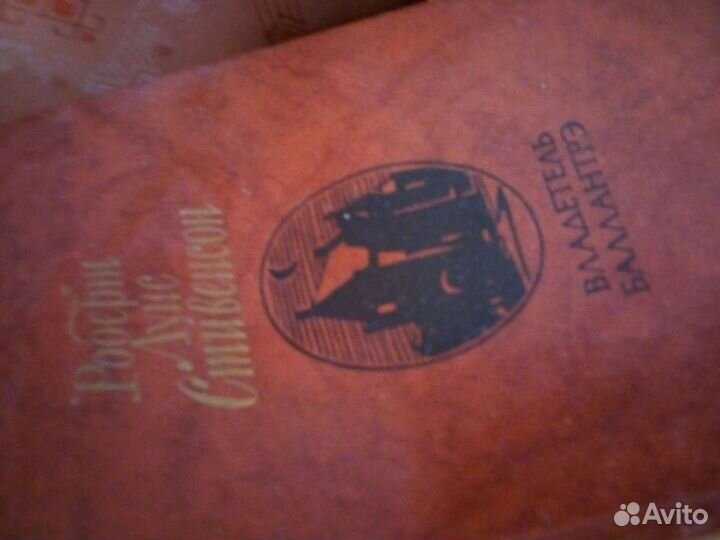 Роберт
Луис
Стивенсон
ВЛАДЕТЕЛЬ
БАЛЛАНТРЭ
Avito